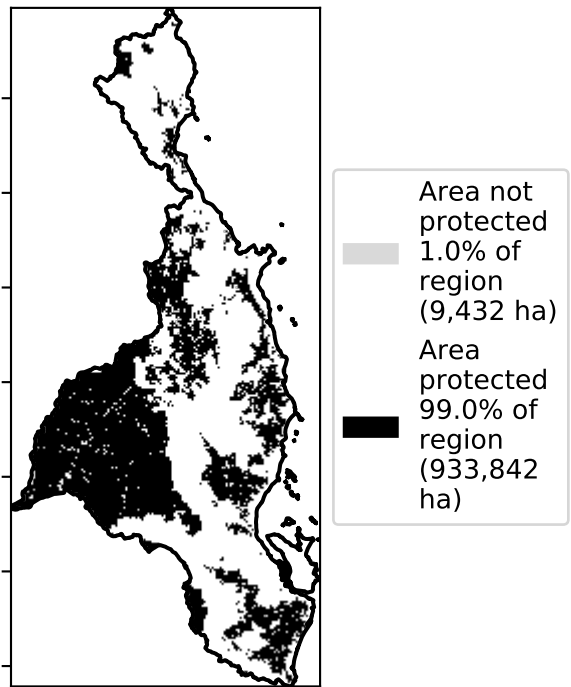 Area not
protected
1.0% of
region
(9,432 ha)
Area
protected
99.0% of
region
(933,842
ha)